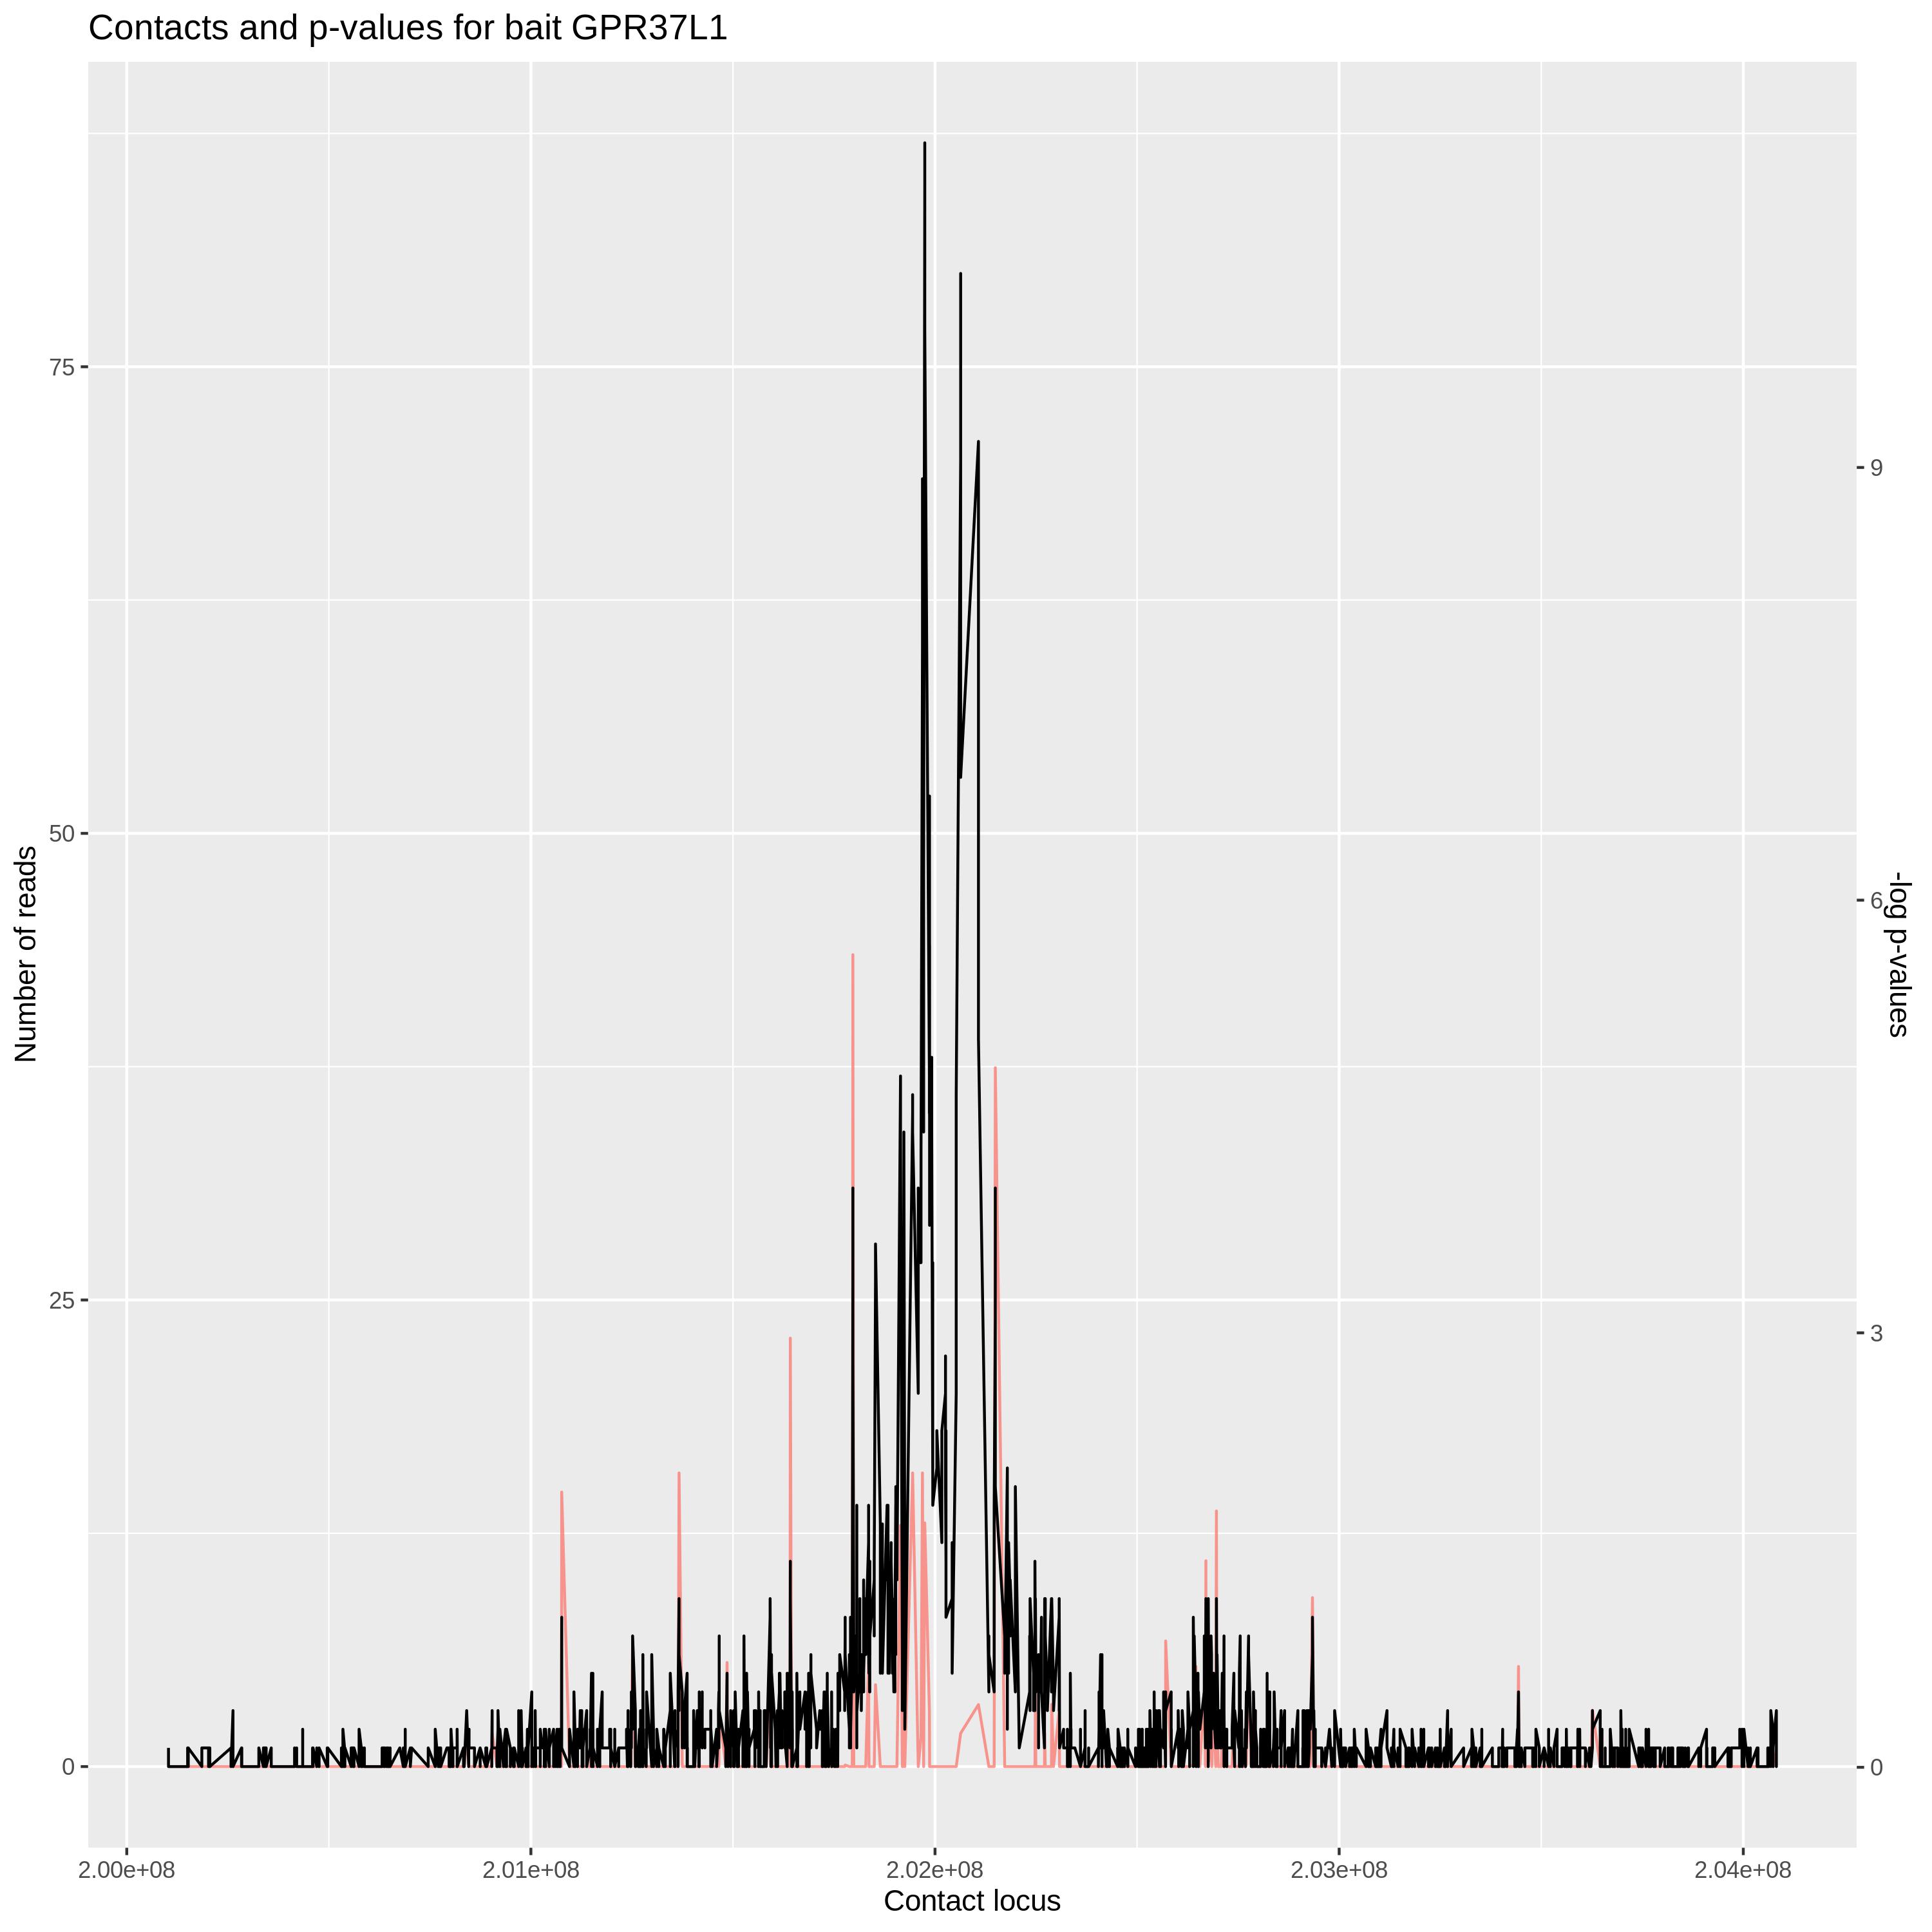 Contacts and p-values for bait GPR37L1
Number of reads
75
50
25
0
9
6
3
0
-log p-values
2.00e+08 2.01e+08 2.02e+08 2.03e+08 2.04e+08
Contact locus